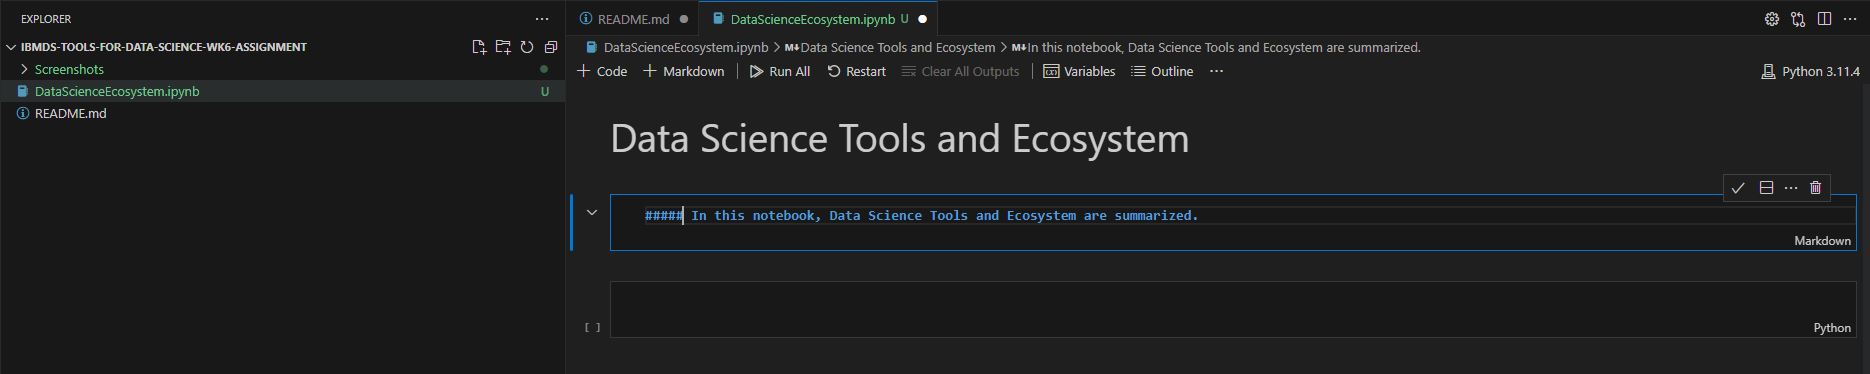 EXPLORER ...
IBMDS-TOOLS-FOR-DATA-SCIENCE-WK6-ASSIGNMENT
Screenshots
DataScienceEcosystem.ipynb U
README.md
README.md DataScienceEcosystem.ipynb U
DataScienceEcosystem.ipynb > M↓Data Science Tools and Ecosystem > M↓In this notebook, Data Science Tools and Ecosystem are summarized.
+ Code + Markdown | Run All Restart Clear All Outputs | Variables Outline ... Python 3.11.4
Data Science Tools and Ecosystem
##### In this notebook, Data Science Tools and Ecosystem are summarized.
Markdown
[ ] Python